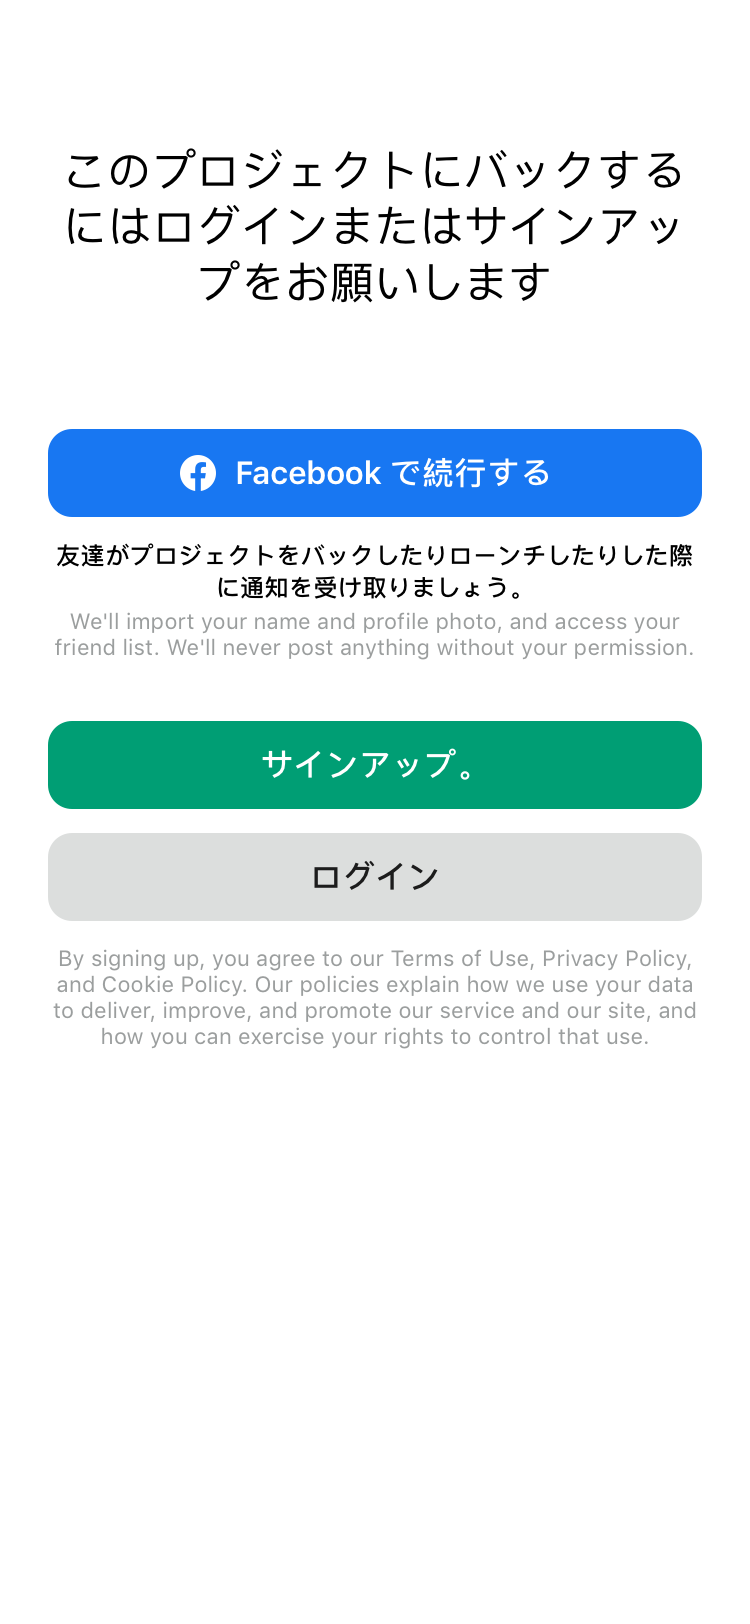 このプロジェクトにバックする
にはログインまたはサインアッ
プをお願いします
Facebook で続行する
友達がプロジェクトをバックしたりローンチしたりした際
に通知を受け取りましょう。
We'll import your name and profile photo, and access your
friend list. We'll never post anything without your permission.
サインアップ。
ログイン
By signing up, you agree to our Terms of Use, Privacy Policy,
and Cookie Policy. Our policies explain how we use your data
to deliver, improve, and promote our service and our site, and
how you can exercise your rights to control that use.